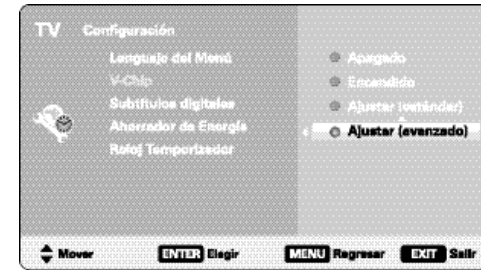 TV Configuración
Lenguaje del Menú
V-Chip
Subtítulos digitales
Ahorrador de Energía
Reloj Temporizador
Apagado
Encendido
Ajustar (estándar)
Ajustar (avanzado)
Mover ENTER Elegir MENU Regresar EXIT Salir